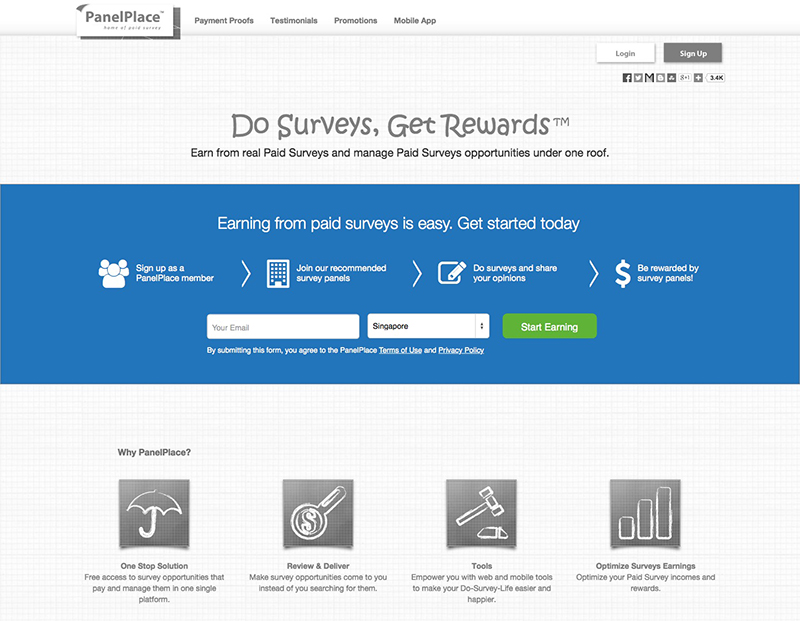 PanelPlace™
home of paid survey
Payment Proofs
Testimonials
Promotions
Mobile App
Login
Sign Up
3.4K
Do Surveys, Get Rewards™
Earn from real Paid Surveys and manage Paid Surveys opportunities under one roof.
Earning from paid surveys is easy. Get started today
Sign up as a
PanelPlace member
Join our recommended
survey panels
Do surveys and share
your opinions
Be rewarded by
survey panels!
Your Email
Singapore
Start Earning
By submitting this form, you agree to the PanelPlace Terms of Use and Privacy Policy
Why PanelPlace?
One Stop Solution
Free access to survey opportunities that
pay and manage them in one single
platform.
Review & Deliver
Make survey opportunities come to you
instead of you searching for them.
Tools
Empower you with web and mobile tools
to make your Do-Survey-Life easier and
happier.
Optimize Surveys Earnings
Optimize your Paid Survey incomes and
rewards.